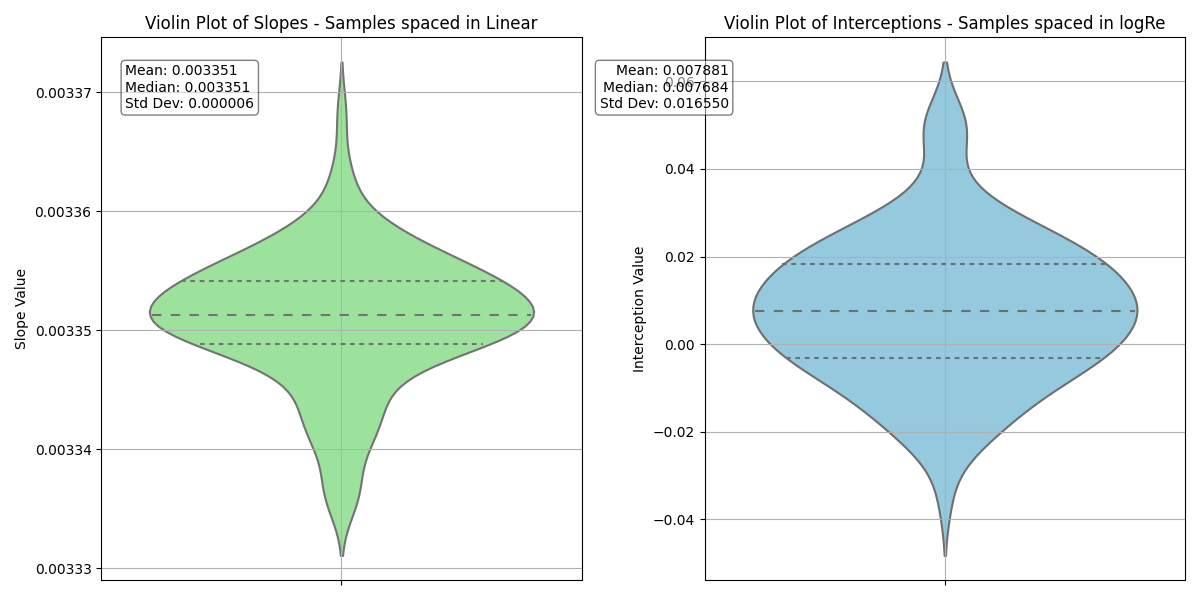 Violin Plot of Slopes - Samples spaced in Linear
Mean: 0.003351
Median: 0.003351
Std Dev: 0.000006
Slope Value
0.00337
0.00336
0.00335
0.00334
0.00333
Violin Plot of Interceptions - Samples spaced in logRe
Mean: 0.007881
Median: 0.007684
Std Dev: 0.016550
Interception Value
0.06
0.04
0.02
0.00
−0.02
−0.04